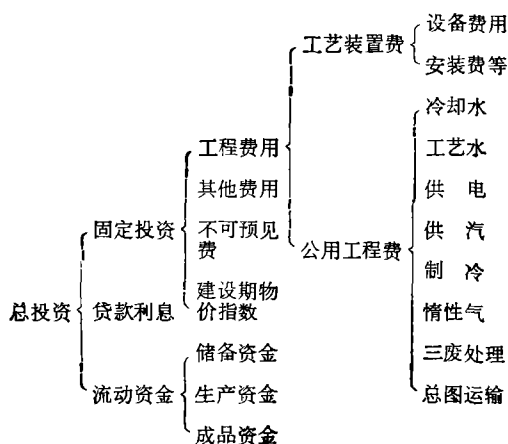 设备费用
工艺装置费
安装费等
冷却水
工程费用
工艺水
其他费用
供 电
固定投资
不可预见
费
公用工程费
供 汽
制 冷
总投资
贷款利息
建设期物
价指数
惰性气
储备资金
三废处理
流动资金
生产资金
总图运输
成品资金